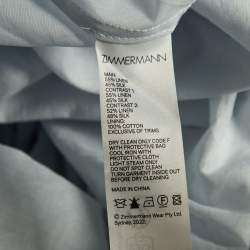 ZIMMERMANN
MAIN:
55% LINEN
45% SILK
CONTRAST 1:
55% LINEN
45% SILK
CONTRAST 2:
52% LINEN
48% SILK
LINING:
100% COTTON
EXCLUSIVE OF TRIMS
DRY CLEAN ONLY CODE F
WITH PROTECTIVE BAG
COOL IRON WITH
PROTECTIVE CLOTH
LIGHT STEAM ONLY
DO NOT SPOT CLEAN
TURN GARMENT INSIDE OUT
BEFORE DRY CLEANING
MADE IN CHINA
© Zimmermann Wear Pty Ltd.
Sydney, 2022.